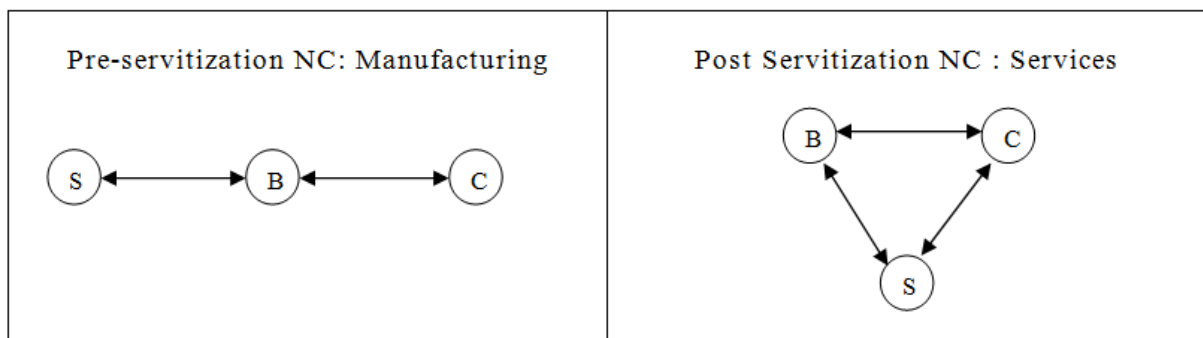 Pre-servitization NC: Manufacturing
S B C
Post Servitization NC : Services
B C
S